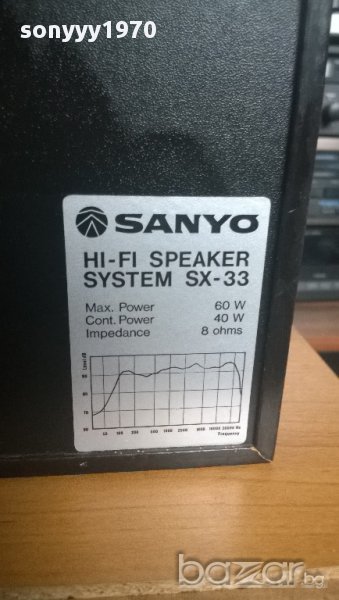 sonyyy1970
SANYO
HI-FI SPEAKER
SYSTEM SX-33
Max. Power 60 W
Cont. Power 40 W
Impedance 8 ohms
Frequency
bazar.bg